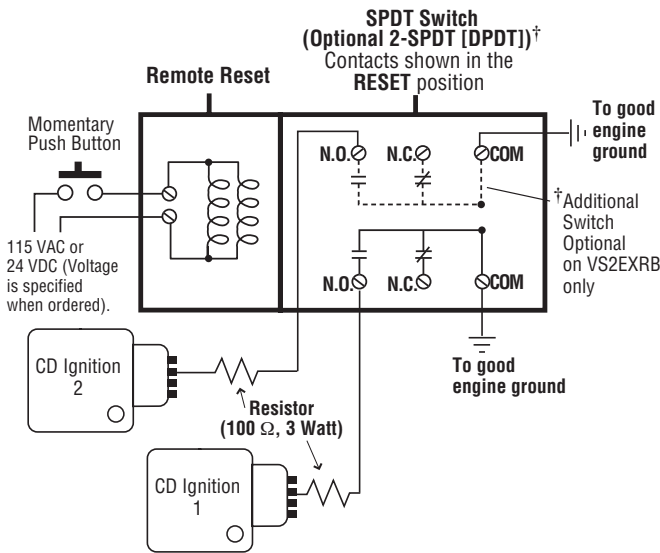 SPDT Switch
(Optional 2-SPDT [DPDT])†
Contacts shown in the
RESET position
Remote Reset
To good
engine
ground
Momentary
Push Button
N.O.
N.C.
COM
†Additional
Switch
Optional
on VS2EXRB
only
115 VAC or
24 VDC (Voltage
is specified
when ordered).
N.O.
N.C.
COM
To good
engine ground
CD Ignition
2
Resistor
(100 Ω, 3 Watt)
CD Ignition
1